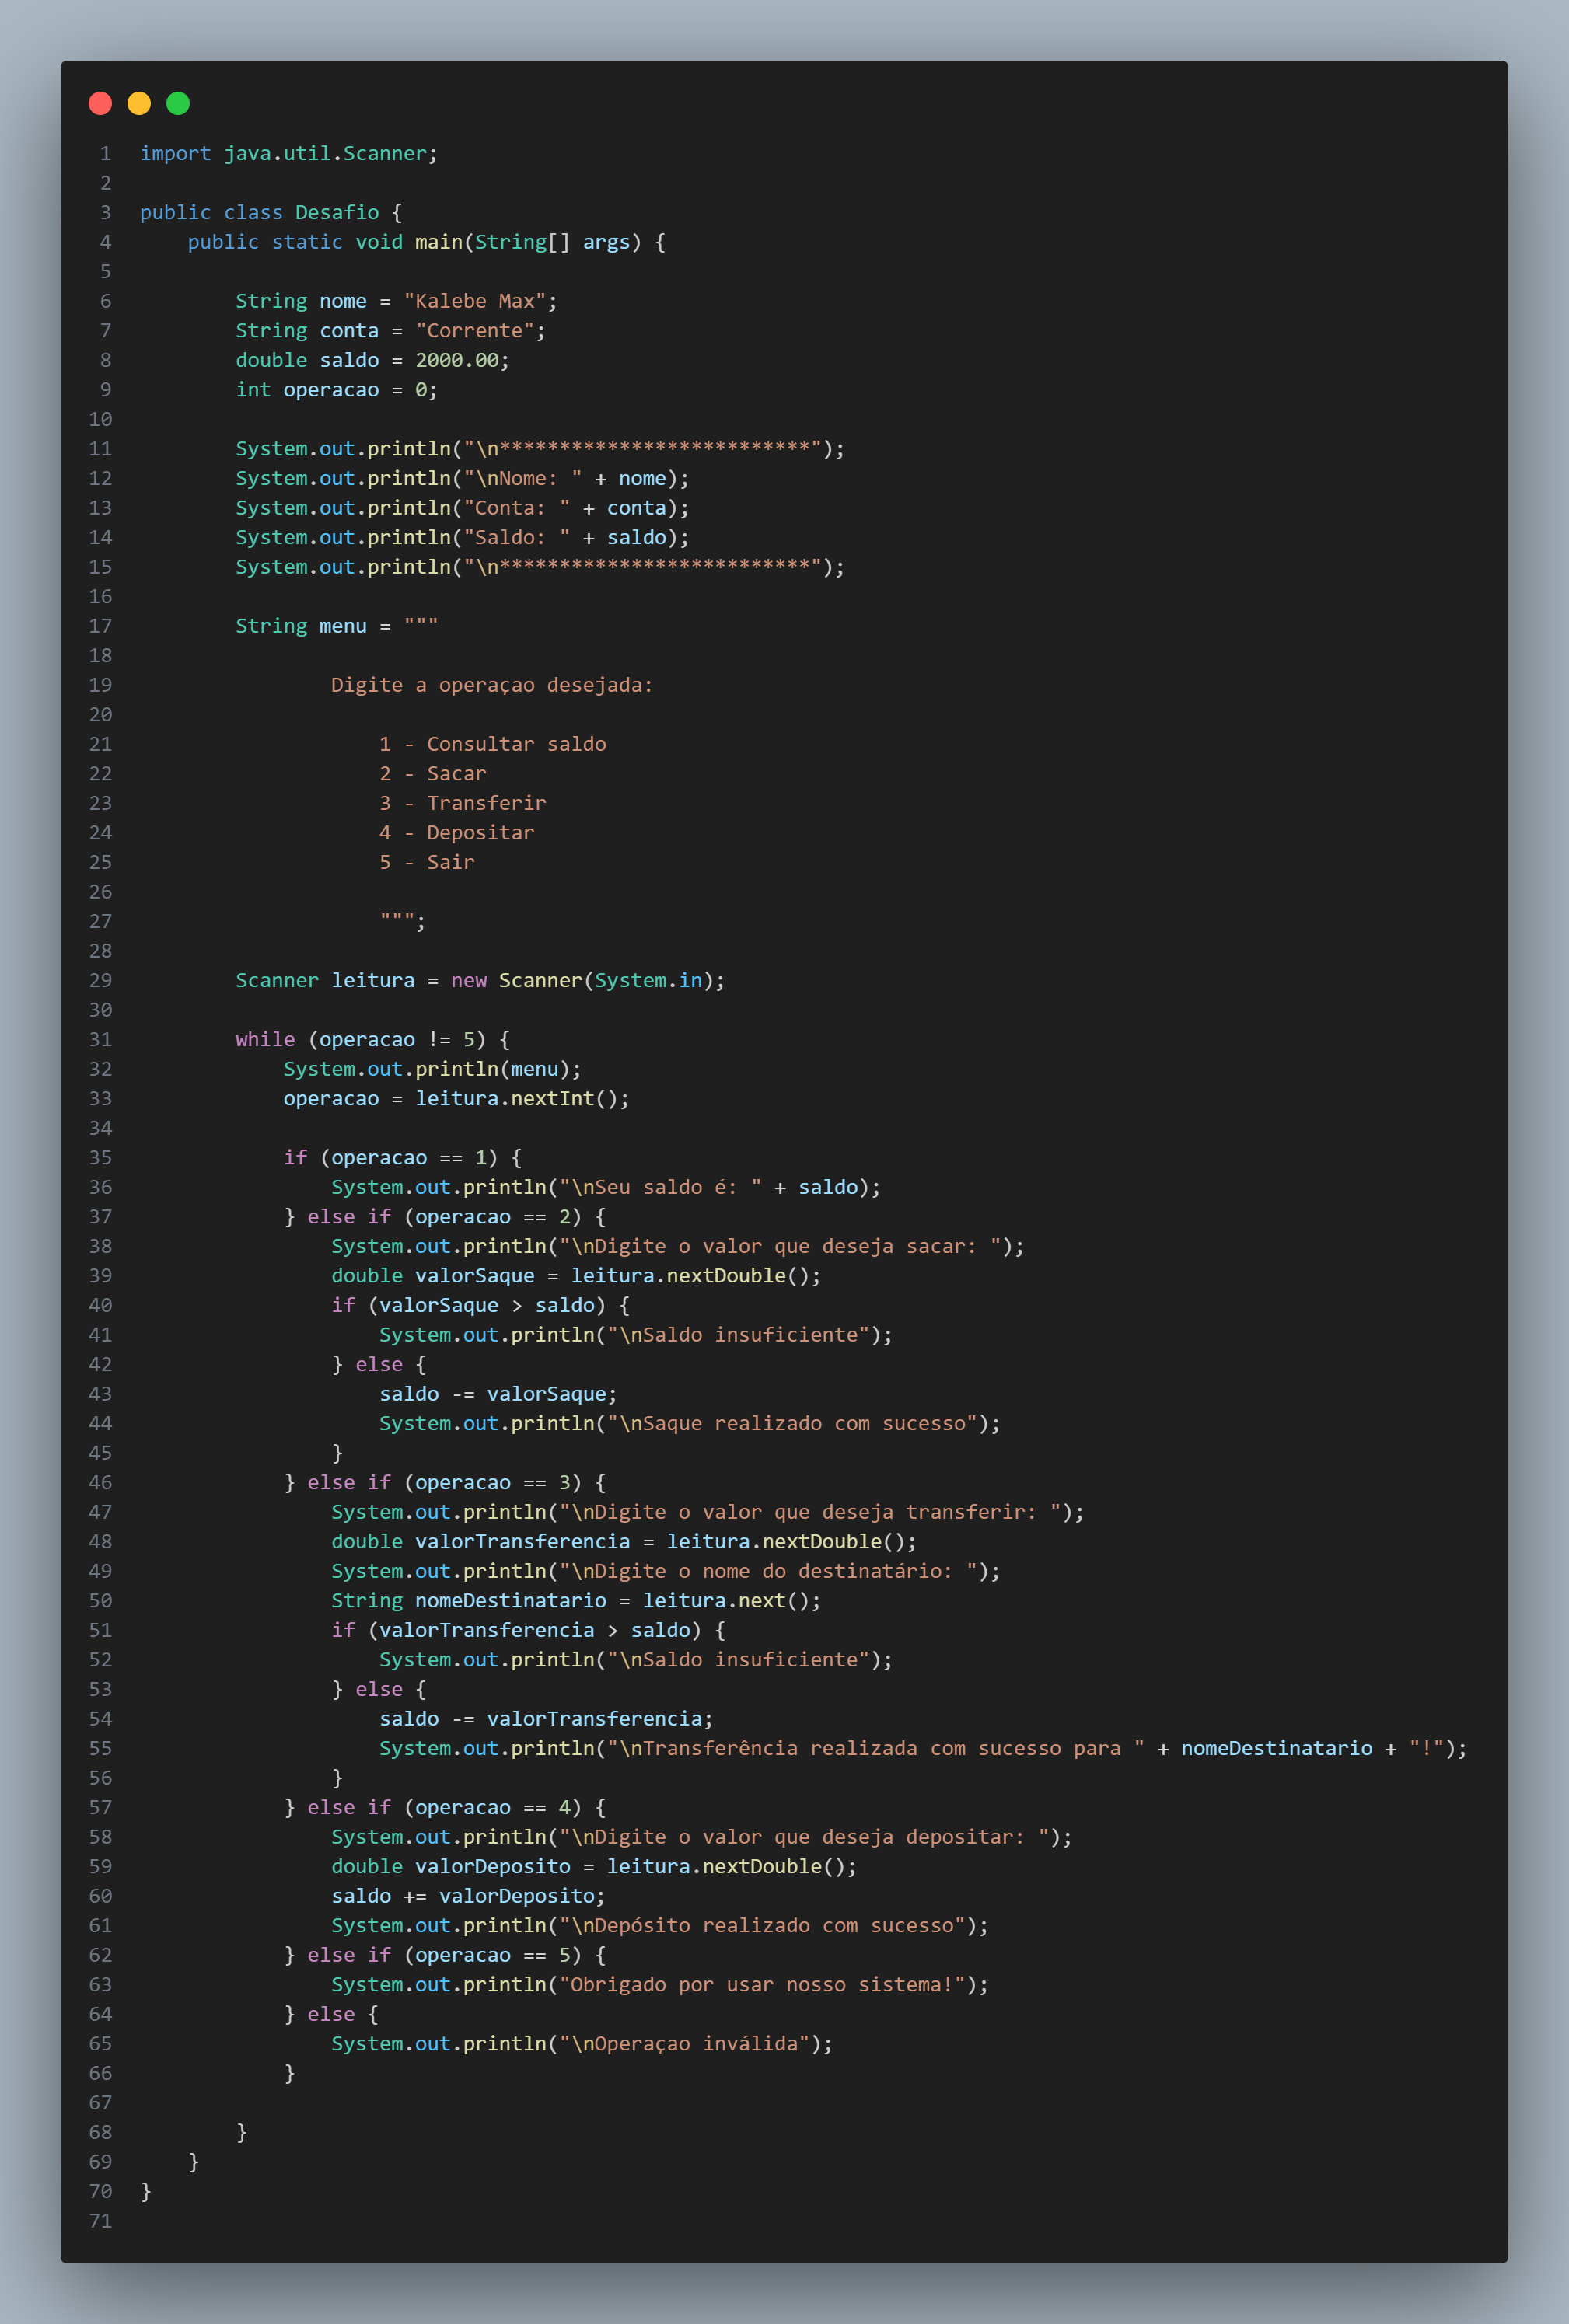 1 import java.util.Scanner;
2
3 public class Desafio {
4     public static void main(String[] args) {
5
6         String nome = "Kalebe Max";
7         String conta = "Corrente";
8         double saldo = 2000.00;
9         int operacao = 0;
10
11         System.out.println("\n**************************");
12         System.out.println("\nNome: " + nome);
13         System.out.println("Conta: " + conta);
14         System.out.println("Saldo: " + saldo);
15         System.out.println("\n**************************");
16
17         String menu = """
18
19                 Digite a operaçao desejada:
20
21                     1 - Consultar saldo
22                     2 - Sacar
23                     3 - Transferir
24                     4 - Depositar
25                     5 - Sair
26
27                     """;
28
29         Scanner leitura = new Scanner(System.in);
30
31         while (operacao != 5) {
32             System.out.println(menu);
33             operacao = leitura.nextInt();
34
35             if (operacao == 1) {
36                 System.out.println("\nSeu saldo é: " + saldo);
37             } else if (operacao == 2) {
38                 System.out.println("\nDigite o valor que deseja sacar: ");
39                 double valorSaque = leitura.nextDouble();
40                 if (valorSaque > saldo) {
41                     System.out.println("\nSaldo insuficiente");
42                 } else {
43                     saldo -= valorSaque;
44                     System.out.println("\nSaque realizado com sucesso");
45                 }
46             } else if (operacao == 3) {
47                 System.out.println("\nDigite o valor que deseja transferir: ");
48                 double valorTransferencia = leitura.nextDouble();
49                 System.out.println("\nDigite o nome do destinatário: ");
50                 String nomeDestinatario = leitura.next();
51                 if (valorTransferencia > saldo) {
52                     System.out.println("\nSaldo insuficiente");
53                 } else {
54                     saldo -= valorTransferencia;
55                     System.out.println("\nTransferência realizada com sucesso para " + nomeDestinatario + "!");
56                 }
57             } else if (operacao == 4) {
58                 System.out.println("\nDigite o valor que deseja depositar: ");
59                 double valorDeposito = leitura.nextDouble();
60                 saldo += valorDeposito;
61                 System.out.println("\nDepósito realizado com sucesso");
62             } else if (operacao == 5) {
63                 System.out.println("Obrigado por usar nosso sistema!");
64             } else {
65                 System.out.println("\nOperaçao inválida");
66             }
67
68         }
69     }
70 }
71